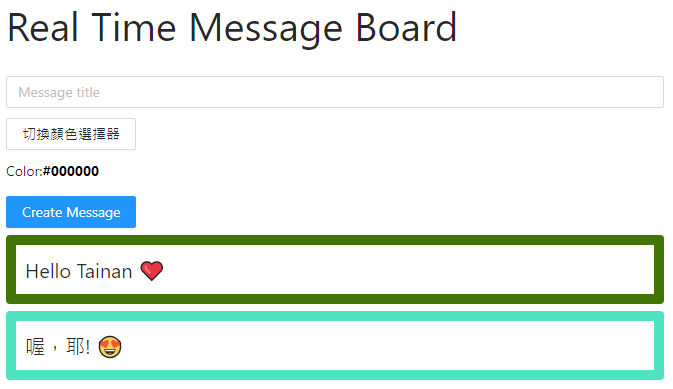 Real Time Message Board
Message title
切換顏色選擇器
Color:#000000
Create Message
Hello Tainan ❤️
喔，耶! 😍